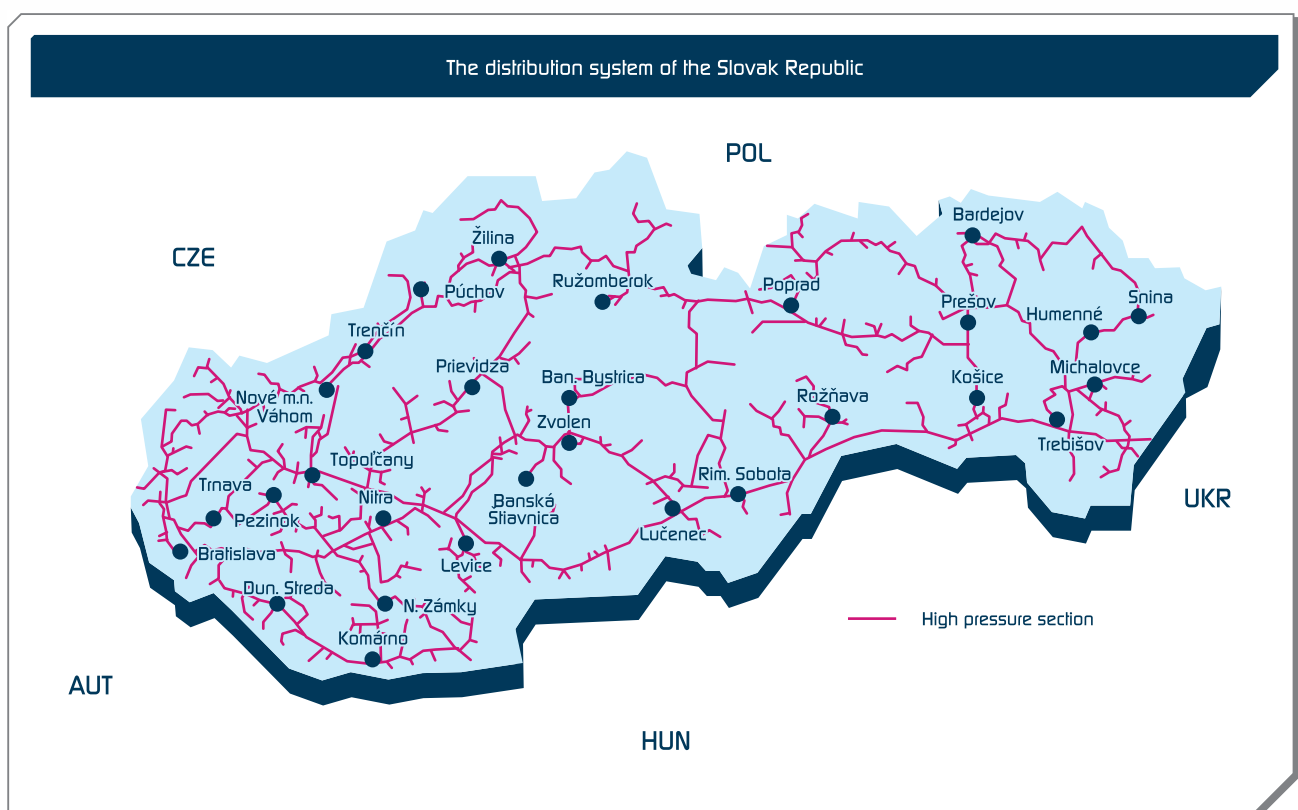 The distribution system of the Slovak Republic
POL
CZE
Bardejov
Žilina
Ružomberok
Púchov
Poprad
Prešov
Snina
Humenné
Trenčín
Prievidza
Ban. Bystrica
Michalovce
Košice
Rožňava
Nové m.n.
Váhom
Zvolen
Trebišov
Topoľčany
Rim. Sobota
Trnava
Nitra
Banská
Štiavnica
UKR
Pezinok
Lučenec
Bratislava
Levice
Dun. Streda
N. Zámky
Komárno
High pressure section
AUT
HUN